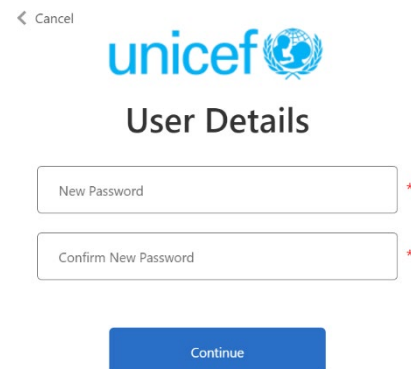 Cancel
unicef
User Details
New Password
*
Confirm New Password
*
Continue